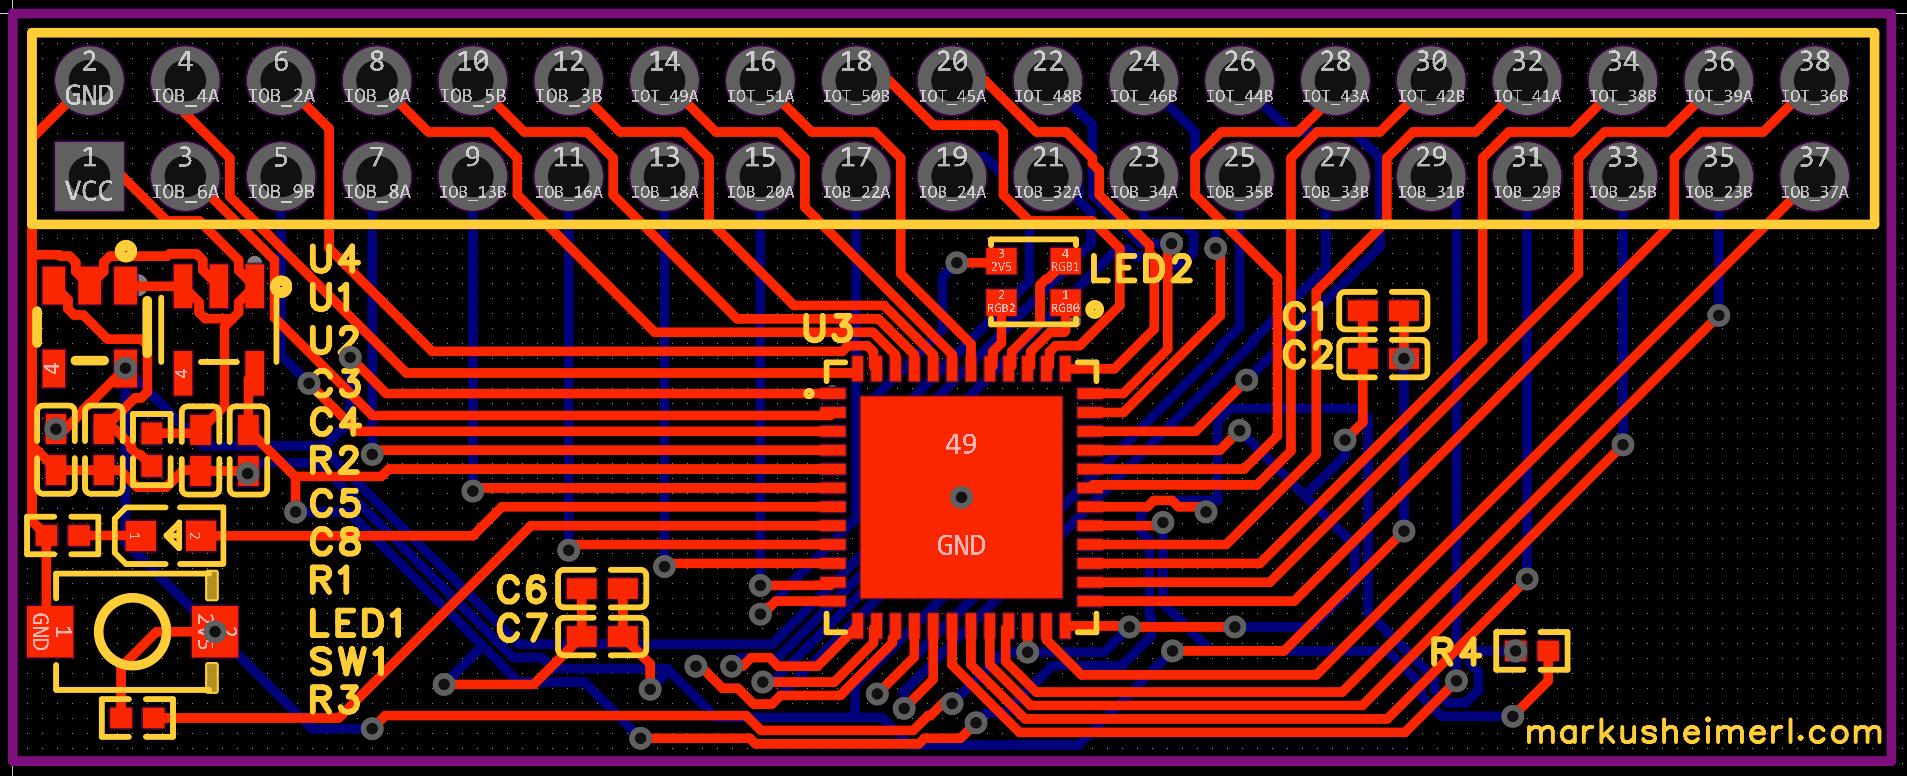 2 4 6 8 10 12 14 16 18 20 22 24 26 28 30 32 34 36 38
GND IOB_4A IOB_2A IOB_0A IOB_5B IOB_3B IOT_49A IOT_51A IOT_50B IOT_45A IOT_48B IOT_46B IOT_44B IOT_43A IOT_42B IOT_41A IOT_38B IOT_39A IOT_36B
1 3 5 7 9 11 13 15 17 19 21 23 25 27 29 31 33 35 37
VCC IOB_6A IOB_9B IOB_8A IOB_13B IOB_16A IOB_18A IOB_20A IOB_22A IOB_24A IOB_32A IOB_34A IOB_35B IOB_33B IOB_31B IOB_29B IOB_25B IOB_23B IOB_37A
U4
U1
U2
C3
C4
R2
C5
C8
R1
LED1
SW1
R3
4
4
1 2
1 GND
2 2V5
U3
3 2V5
4 RGB1
2 RGB2
1 RGB0
LED2
C1
C2
49
GND
C6
C7
R4
markusheimerl.com